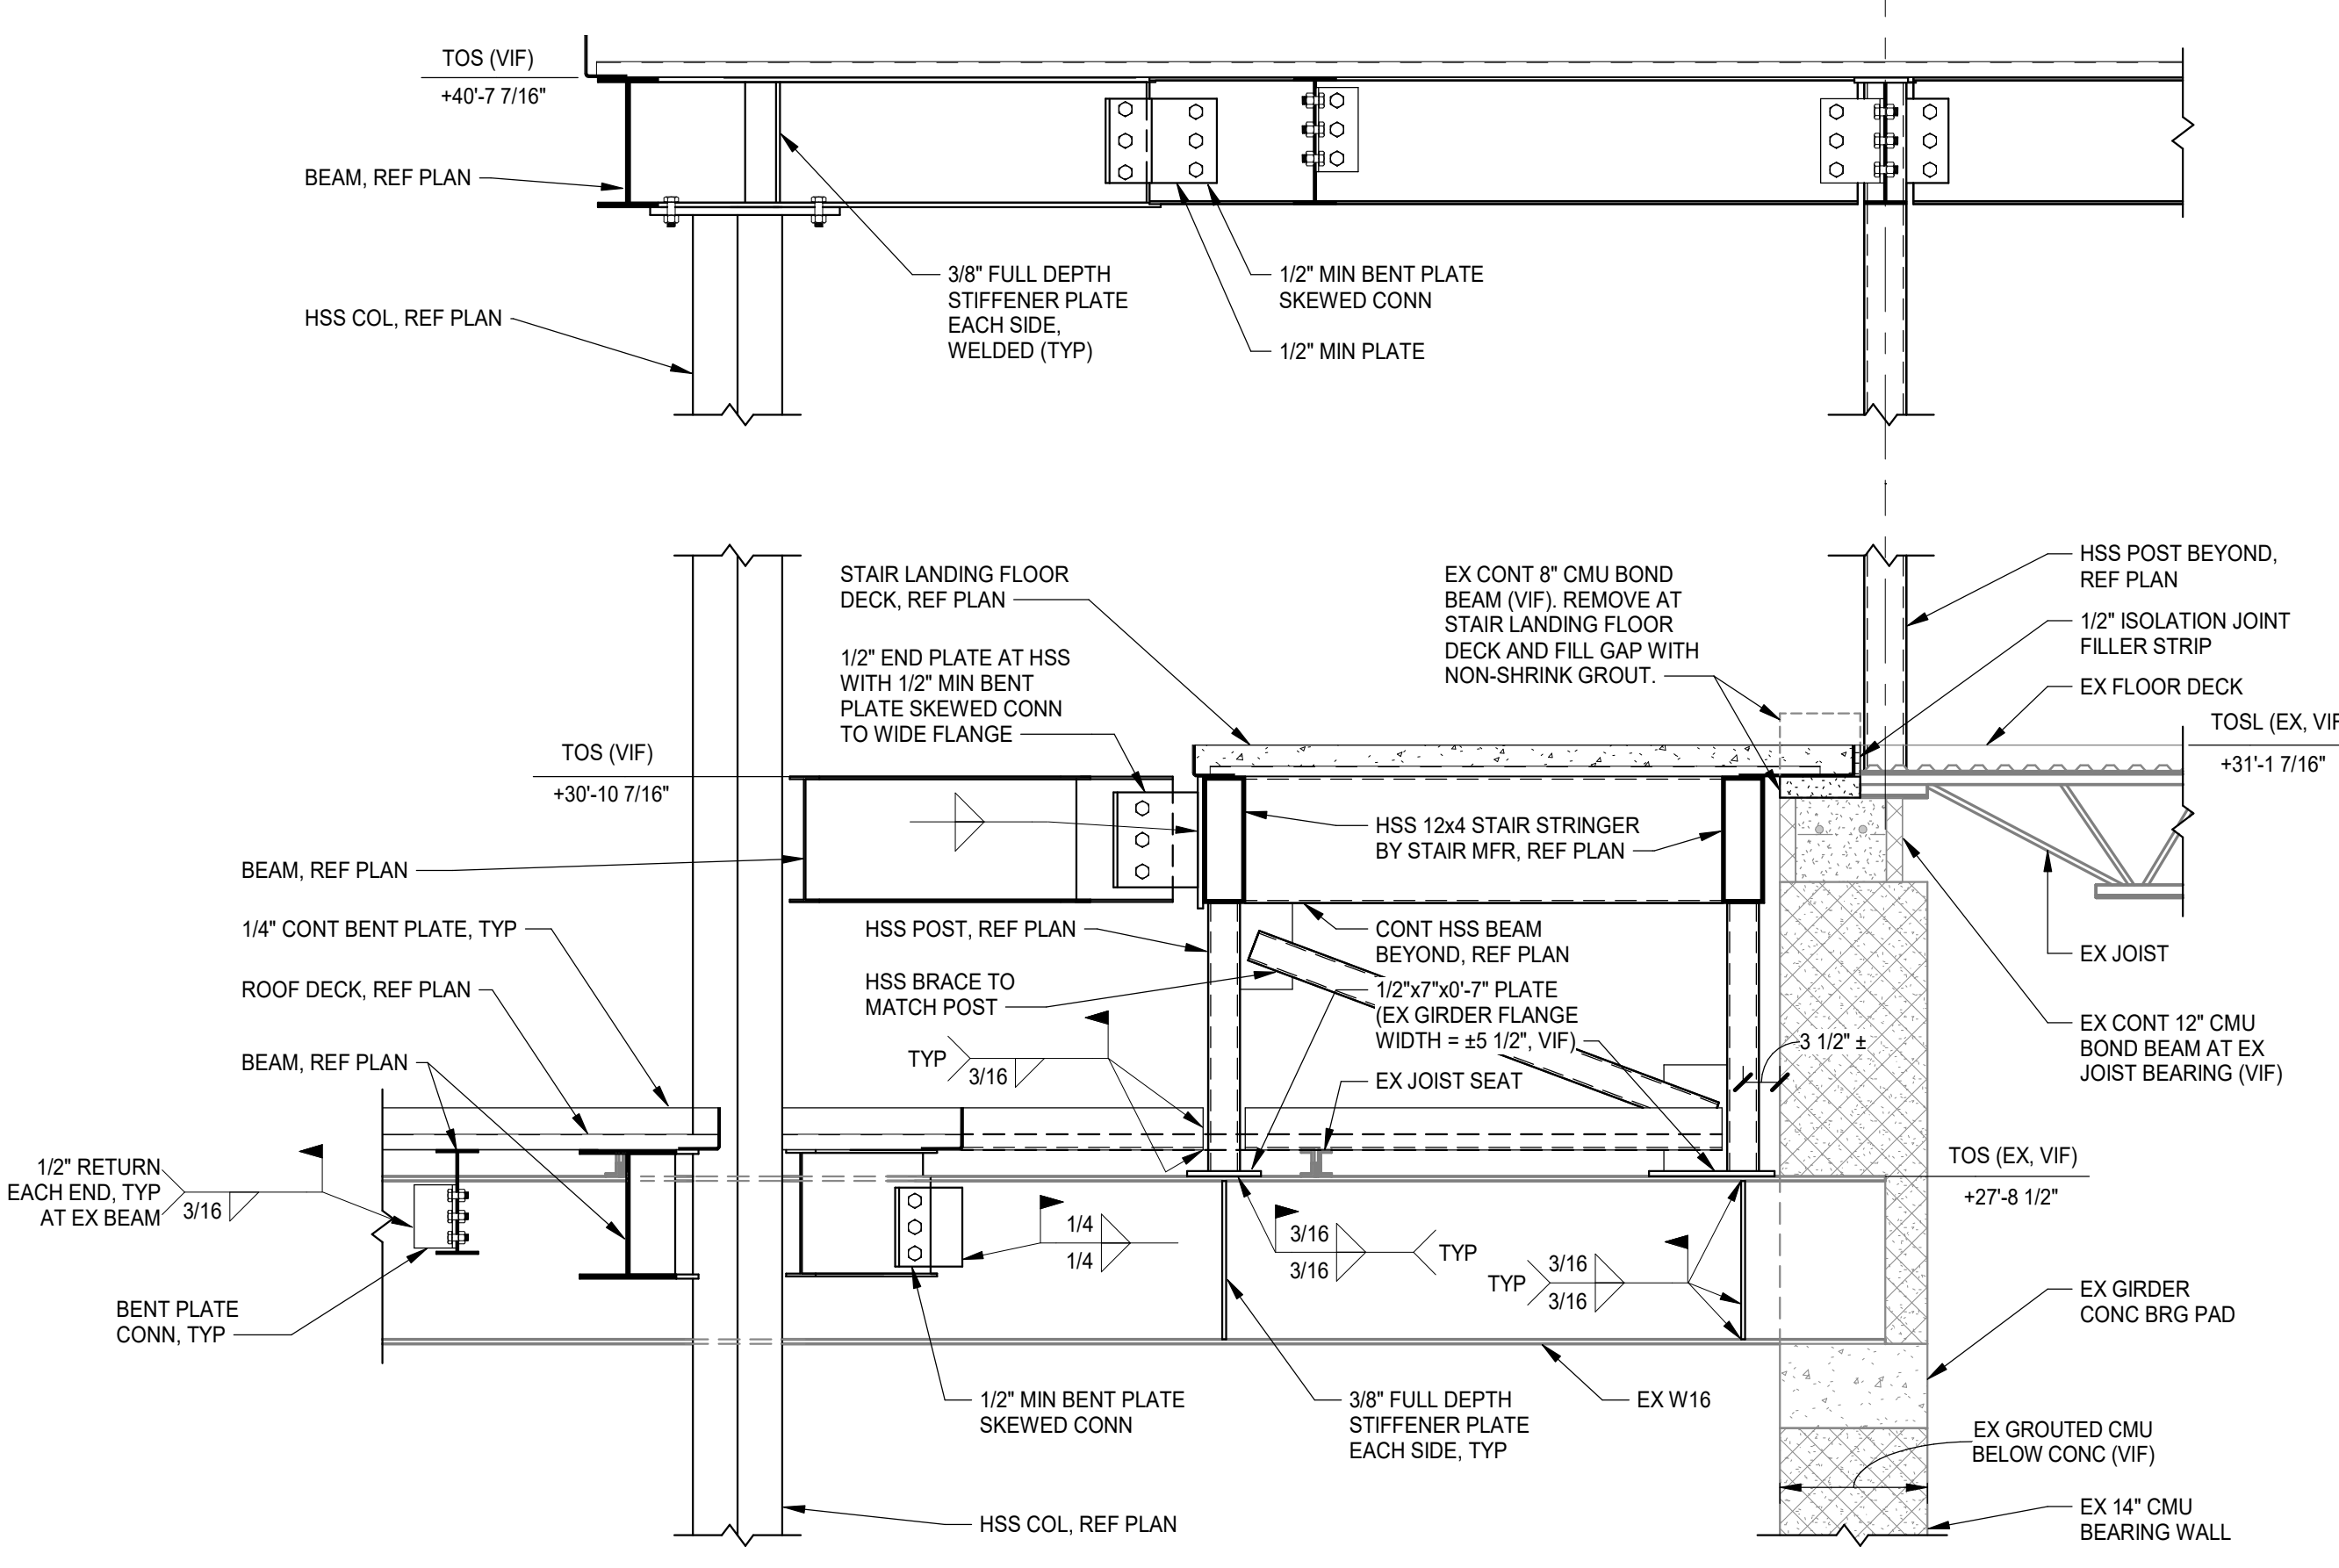 TOS (VIF)
+40'-7 7/16"
BEAM, REF PLAN
HSS COL, REF PLAN
3/8" FULL DEPTH
STIFFENER PLATE
EACH SIDE,
WELDED (TYP)
1/2" MIN BENT PLATE
SKEWED CONN
1/2" MIN PLATE
STAIR LANDING FLOOR
DECK, REF PLAN
1/2" END PLATE AT HSS
WITH 1/2" MIN BENT
PLATE SKEWED CONN
TO WIDE FLANGE
EX CONT 8" CMU BOND
BEAM (VIF). REMOVE AT
STAIR LANDING FLOOR
DECK AND FILL GAP WITH
NON-SHRINK GROUT.
HSS POST BEYOND,
REF PLAN
1/2" ISOLATION JOINT
FILLER STRIP
EX FLOOR DECK
TOSL (EX, VIF
+31'-1 7/16"
TOS (VIF)
+30'-10 7/16"
HSS 12x4 STAIR STRINGER
BY STAIR MFR, REF PLAN
BEAM, REF PLAN
1/4" CONT BENT PLATE, TYP
ROOF DECK, REF PLAN
BEAM, REF PLAN
HSS POST, REF PLAN
HSS BRACE TO
MATCH POST
CONT HSS BEAM
BEYOND, REF PLAN
1/2"x7"x0'-7" PLATE
(EX GIRDER FLANGE
WIDTH = ±5 1/2", VIF)
EX JOIST SEAT
3 1/2" ±
EX JOIST
EX CONT 12" CMU
BOND BEAM AT EX
JOIST BEARING (VIF)
TYP
3/16
1/2" RETURN
EACH END, TYP
AT EX BEAM
3/16
BENT PLATE
CONN, TYP
1/4
1/4
3/16
3/16
TYP
TYP
3/16
3/16
TOS (EX, VIF)
+27'-8 1/2"
EX GIRDER
CONC BRG PAD
1/2" MIN BENT PLATE
SKEWED CONN
3/8" FULL DEPTH
STIFFENER PLATE
EACH SIDE, TYP
EX W16
EX GROUTED CMU
BELOW CONC (VIF)
HSS COL, REF PLAN
EX 14" CMU
BEARING WALL